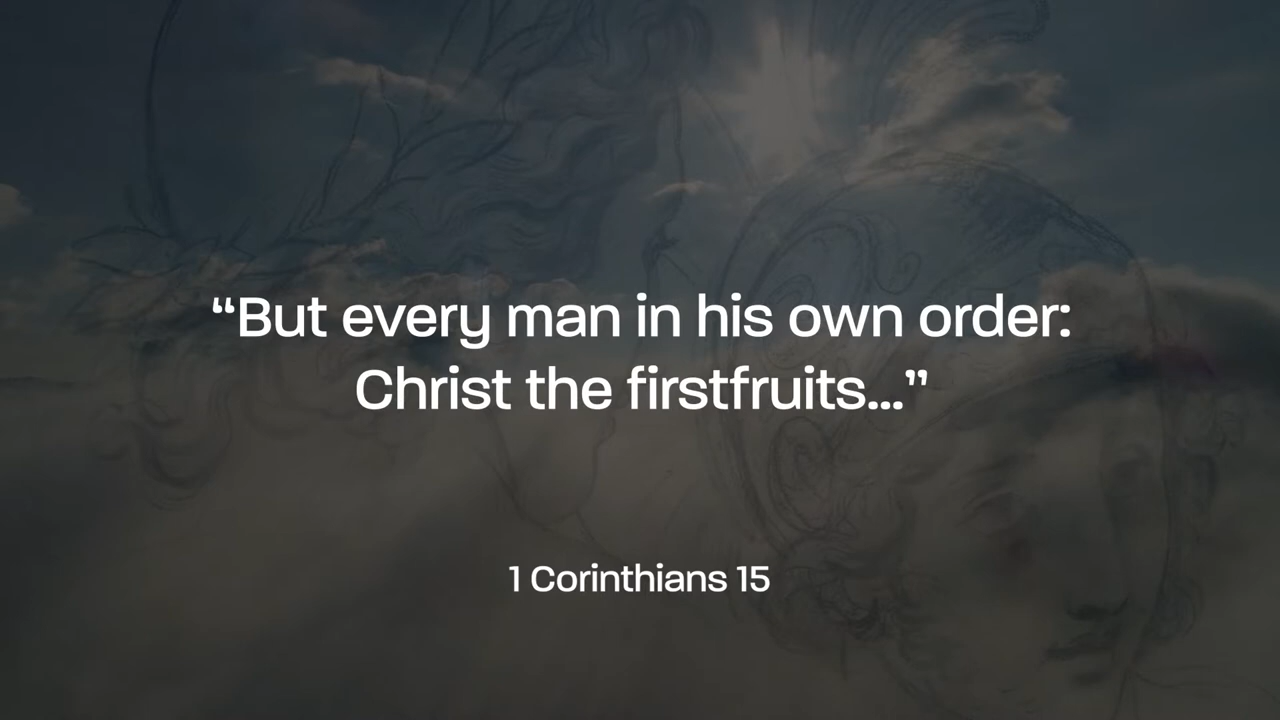 “But every man in his own order:
Christ the firstfruits...”
1 Corinthians 15